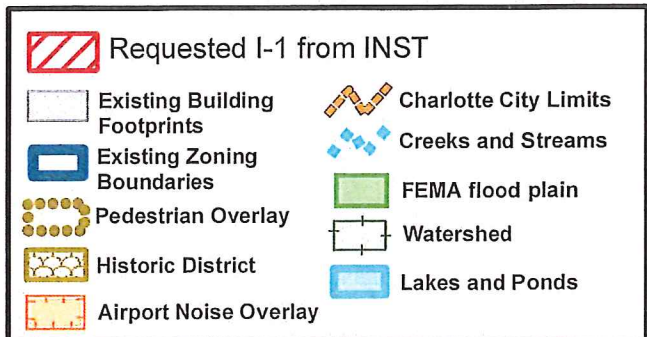 Requested I-1 from INST
Existing Building
Footprints
Existing Zoning
Boundaries
Pedestrian Overlay
Historic District
Airport Noise Overlay
Charlotte City Limits
Creeks and Streams
FEMA flood plain
Watershed
Lakes and Ponds